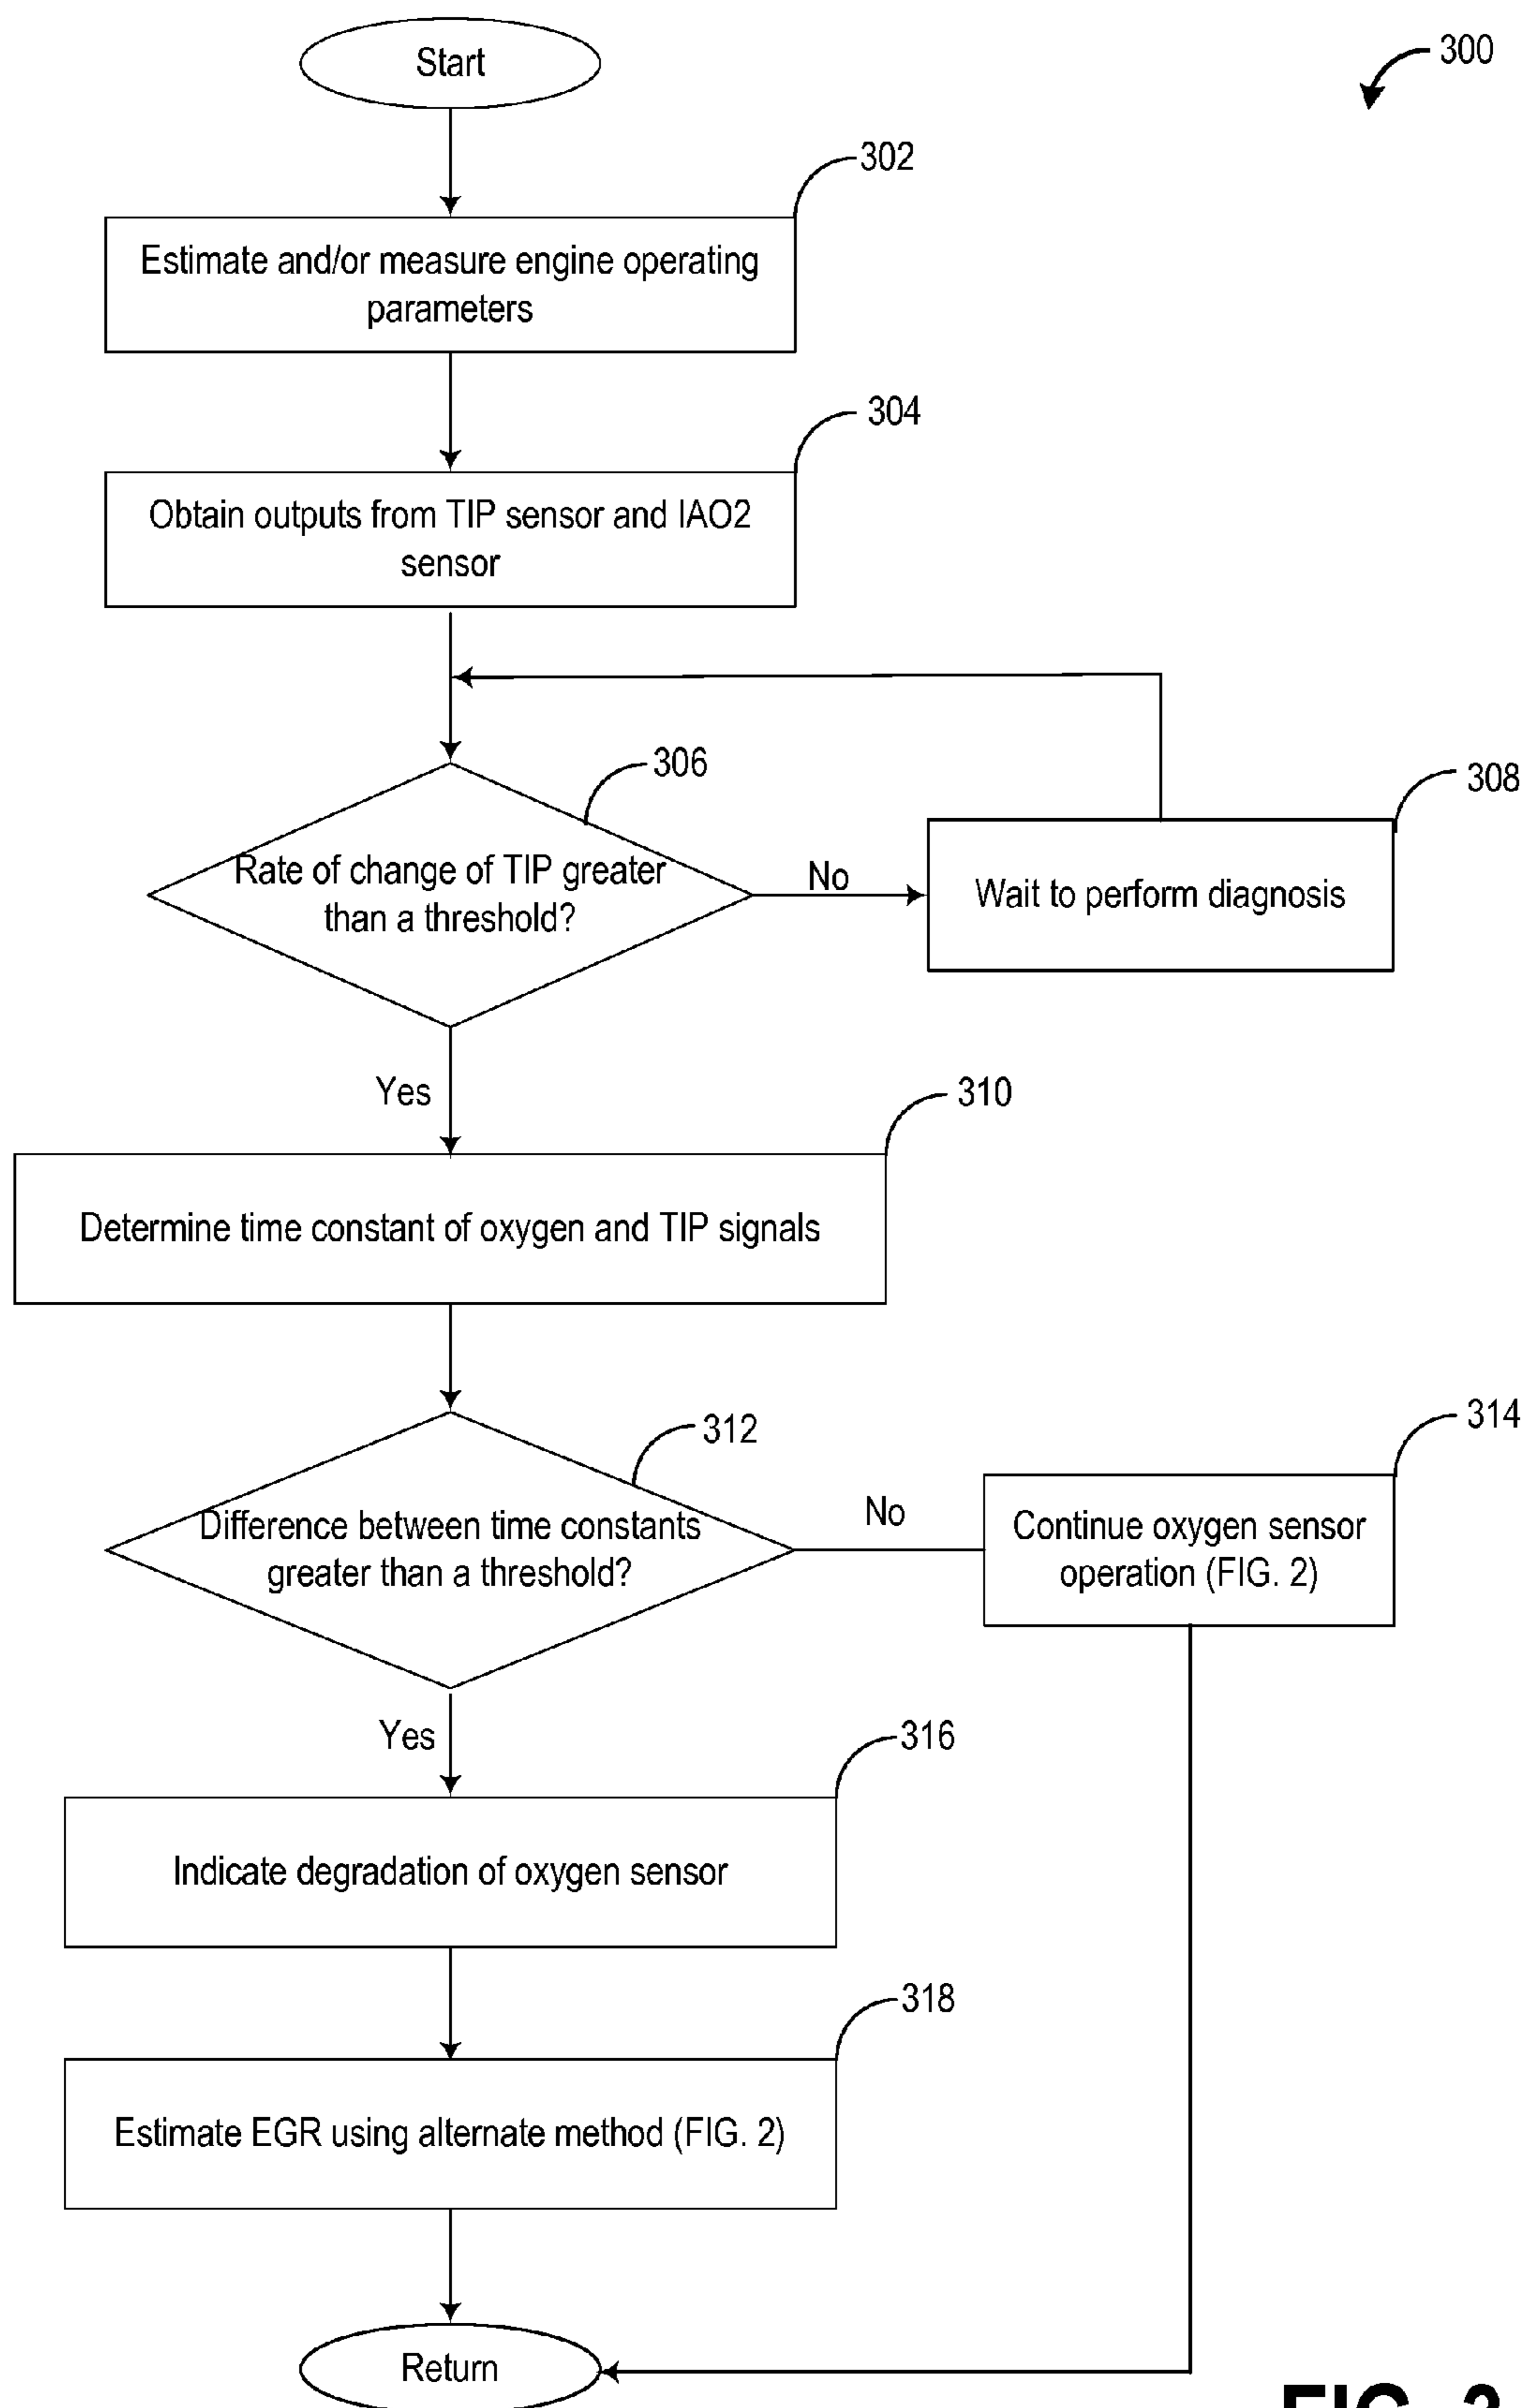 Start
300
302
Estimate and/or measure engine operating
parameters
304
Obtain outputs from TIP sensor and IAO2
sensor
306
308
Rate of change of TIP greater
than a threshold?
No
Wait to perform diagnosis
Yes
310
Determine time constant of oxygen and TIP signals
312
314
Difference between time constants
greater than a threshold?
No
Continue oxygen sensor
operation (FIG. 2)
Yes
316
Indicate degradation of oxygen sensor
318
Estimate EGR using alternate method (FIG. 2)
Return
FIG. 3